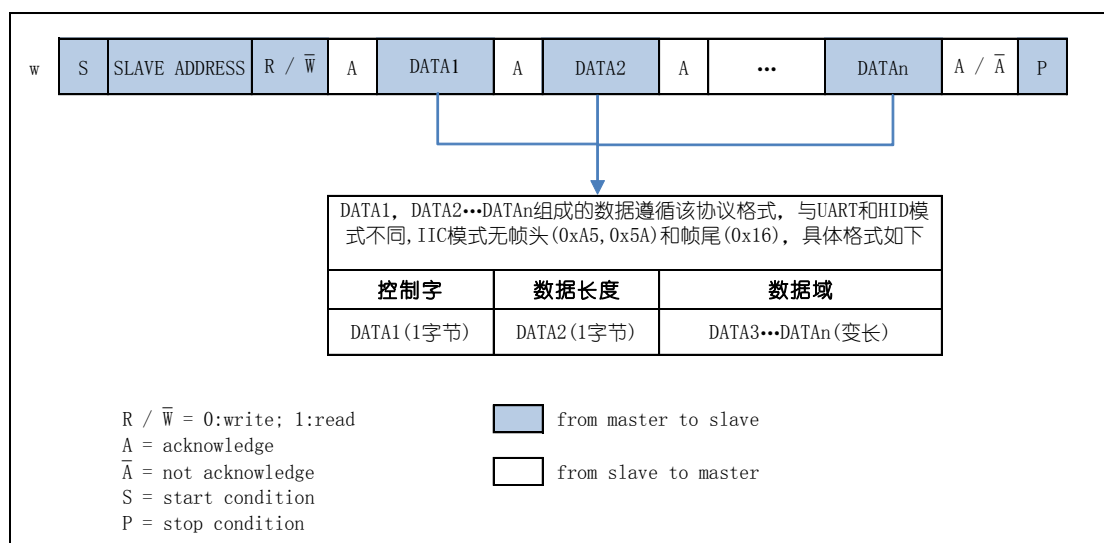 w S SLAVE ADDRESS R / W̅ A DATA1 A DATA2 A ••• DATAn A / A̅ P
DATA1, DATA2•••DATAn组成的数据遵循该协议格式，与UART和HID模
式不同,IIC模式无帧头(0xA5,0x5A)和帧尾(0x16)，具体格式如下
控制字 数据长度 数据域
DATA1(1字节) DATA2(1字节) DATA3•••DATAn(变长)
R / W̅ = 0:write; 1:read
from master to slave
A = acknowledge
A̅ = not acknowledge
from slave to master
S = start condition
P = stop condition